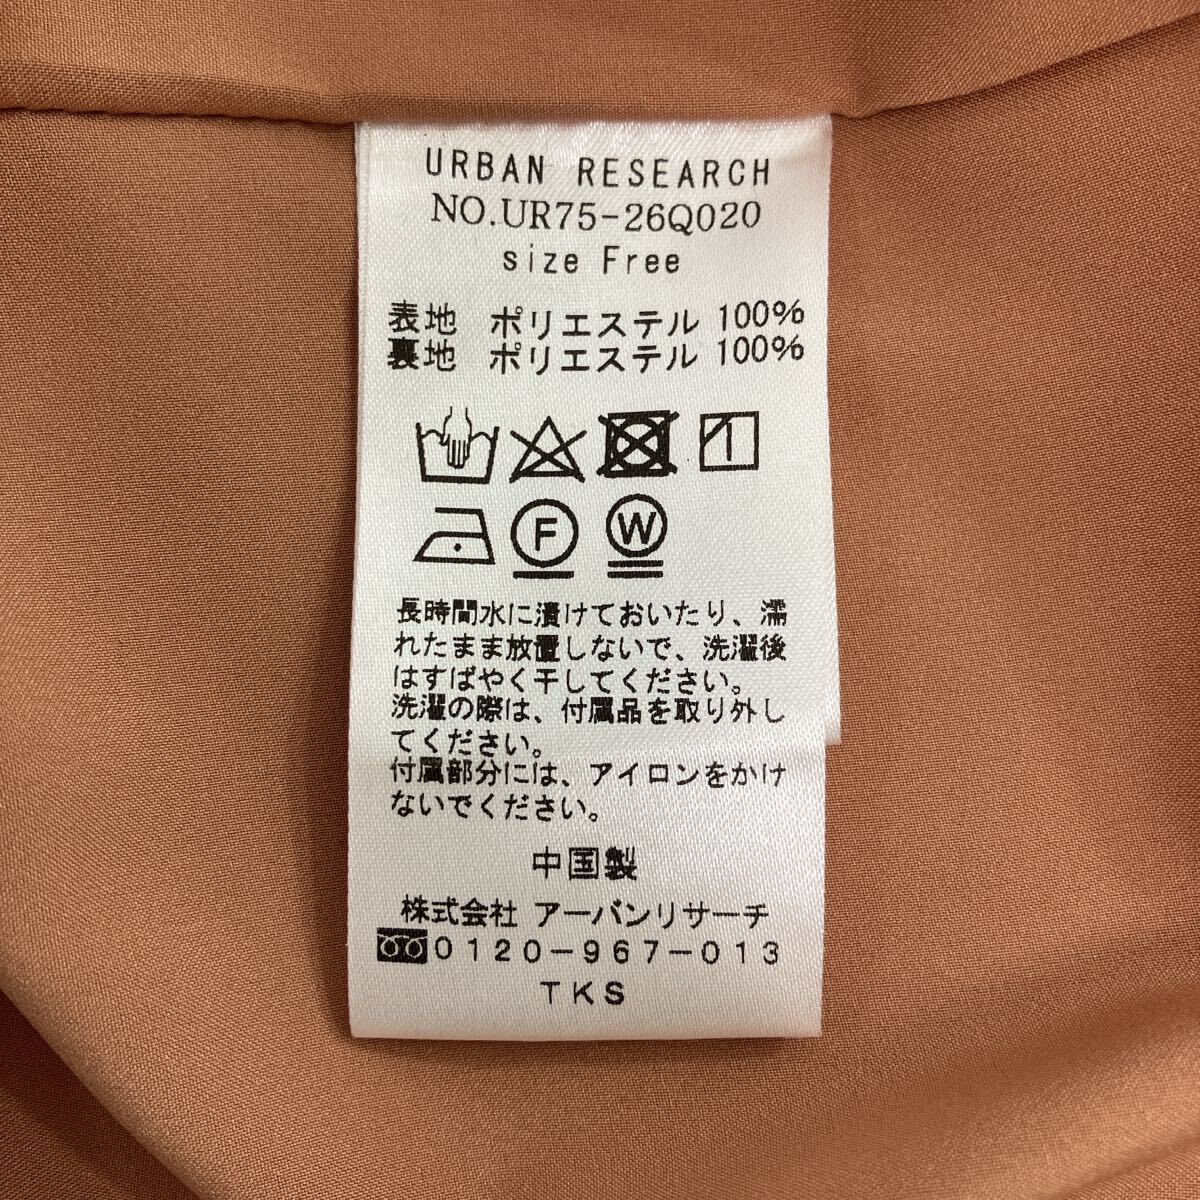 URBAN RESEARCH
NO.UR75-26Q020
size Free
表地 ポリエステル 100%
裏地 ポリエステル 100%
F W
長時間水に漬けておいたり、濡
れたまま放置しないで、洗濯後
はすばやく干してください。
洗濯の際は、付属品を取り外し
てください。
付属部分には、アイロンをかけ
ないでください。
中国製
株式会社 アーバンリサーチ
0120-967-013
TKS